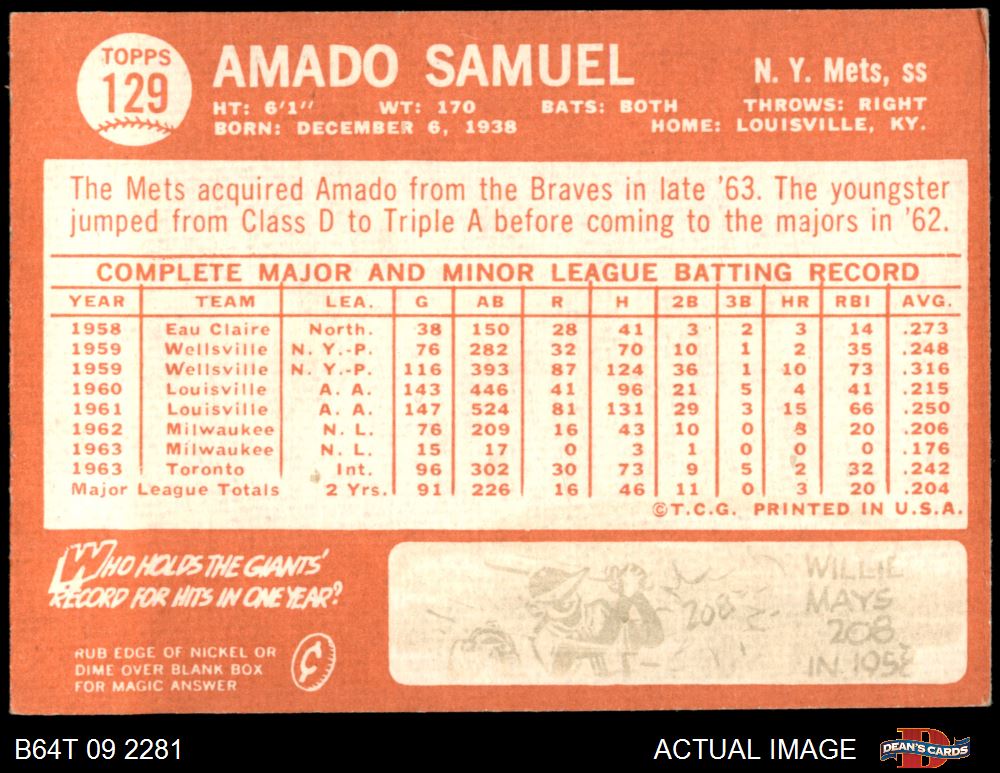 TOPPS
129
AMADO SAMUEL
N. Y. Mets, ss
HT: 6'1" WT: 170 BATS: BOTH THROWS: RIGHT
BORN: DECEMBER 6, 1938 HOME: LOUISVILLE, KY.
The Mets acquired Amado from the Braves in late '63. The youngster
jumped from Class D to Triple A before coming to the majors in '62.
COMPLETE MAJOR AND MINOR LEAGUE BATTING RECORD
YEAR TEAM LEA. G AB R H 2B 3B HR RBI AVG.
1958 Eau Claire North. 38 150 28 41 3 2 3 14 .273
1959 Wellsville N. Y.-P. 76 282 32 70 10 1 2 35 .248
1959 Wellsville N. Y.-P. 116 393 87 124 36 1 10 73 .316
1960 Louisville A. A. 143 446 41 96 21 5 4 41 .215
1961 Louisville A. A. 147 524 81 131 29 3 15 66 .250
1962 Milwaukee N. L. 76 209 16 43 10 0 3 20 .206
1963 Milwaukee N. L. 15 17 0 3 1 0 0 0 .176
1963 Toronto Int. 96 302 30 73 9 5 2 32 .242
Major League Totals 2 Yrs. 91 226 16 46 11 0 3 20 .204
©T.C.G. PRINTED IN U.S.A.
WHO HOLDS THE GIANTS'
RECORD FOR HITS IN ONE YEAR?
RUB EDGE OF NICKEL OR
DIME OVER BLANK BOX
FOR MAGIC ANSWER
¢
208
WILLIE
MAYS
208
IN 1958
B64T 09 2281
ACTUAL IMAGE
DEAN'S CARDS